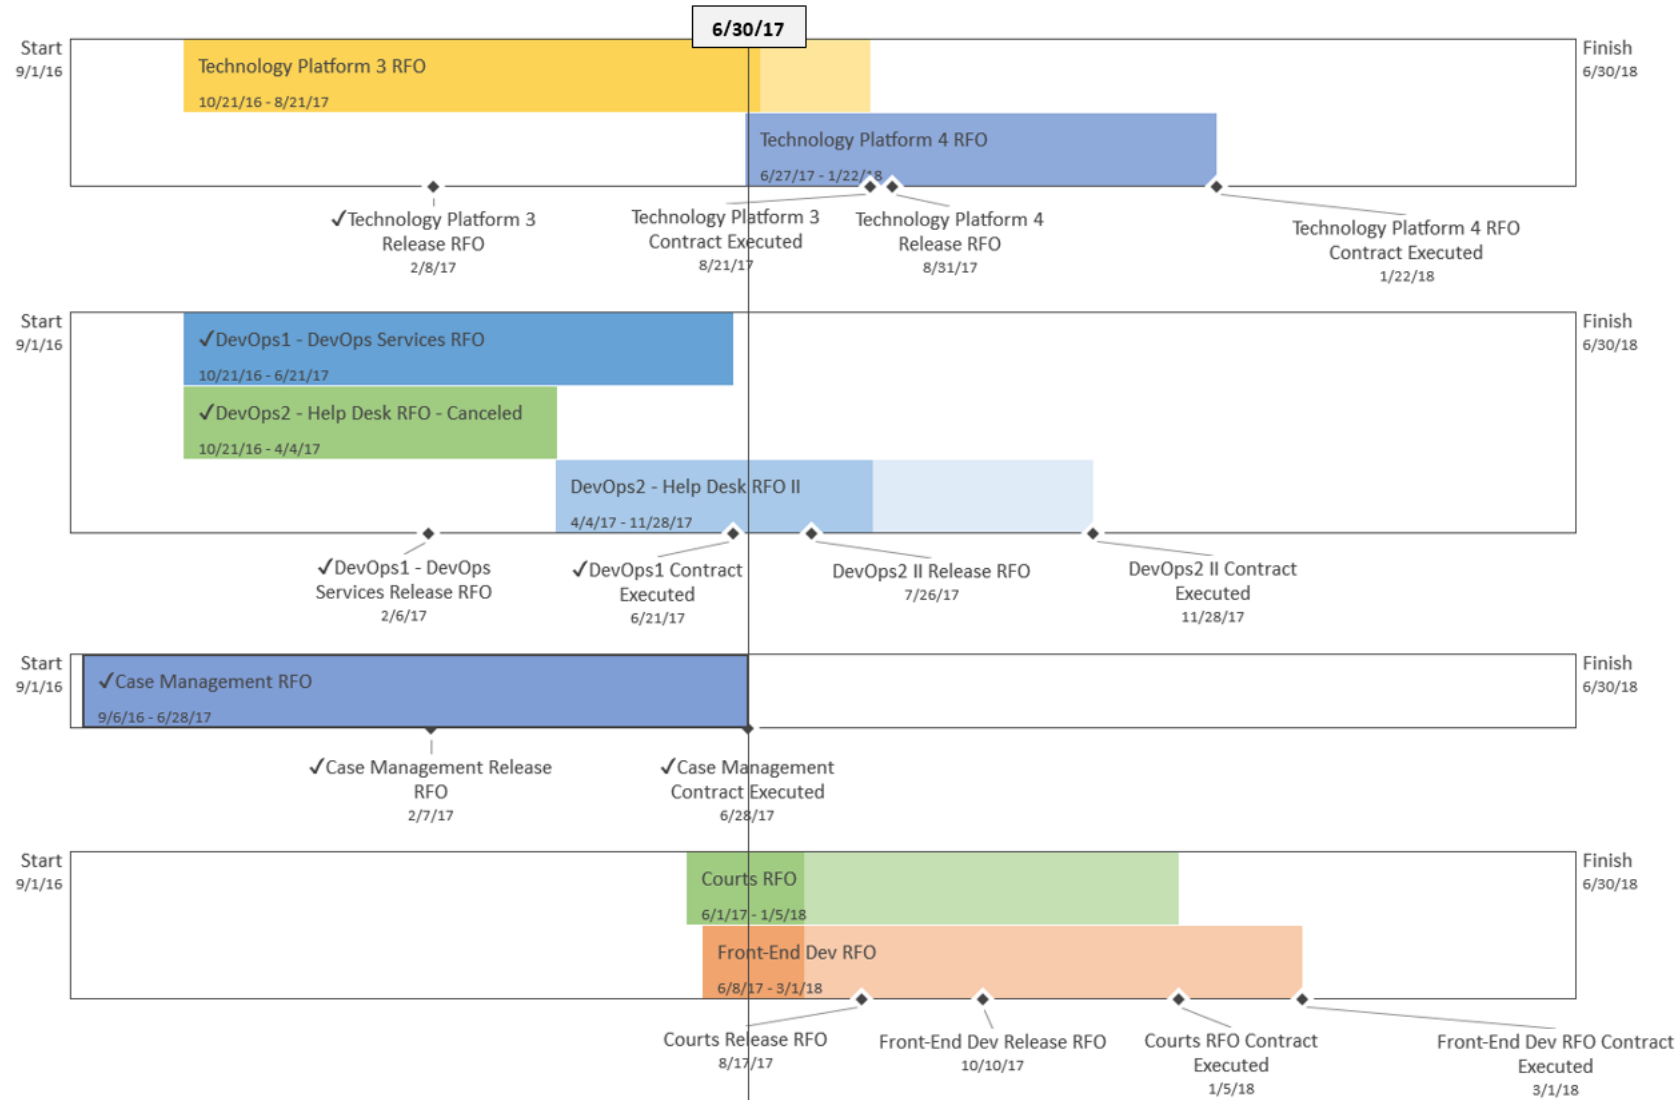 6/30/17
Start
9/1/16
Finish
6/30/18
Technology Platform 3 RFO
10/21/16 - 8/21/17
Technology Platform 4 RFO
6/27/17 - 1/22/18
✓Technology Platform 3
Release RFO
2/8/17
Technology Platform 3
Contract Executed
8/21/17
Technology Platform 4
Release RFO
8/31/17
Technology Platform 4 RFO
Contract Executed
1/22/18
Start
9/1/16
Finish
6/30/18
✓DevOps1 - DevOps Services RFO
10/21/16 - 6/21/17
✓DevOps2 - Help Desk RFO - Canceled
10/21/16 - 4/4/17
DevOps2 - Help Desk RFO II
4/4/17 - 11/28/17
✓DevOps1 - DevOps
Services Release RFO
2/6/17
✓DevOps1 Contract
Executed
6/21/17
DevOps2 II Release RFO
7/26/17
DevOps2 II Contract
Executed
11/28/17
Start
9/1/16
Finish
6/30/18
✓Case Management RFO
9/6/16 - 6/28/17
✓Case Management Release
RFO
2/7/17
✓Case Management
Contract Executed
6/28/17
Start
9/1/16
Finish
6/30/18
Courts RFO
6/1/17 - 1/5/18
Front-End Dev RFO
6/8/17 - 3/1/18
Courts Release RFO
8/17/17
Front-End Dev Release RFO
10/10/17
Courts RFO Contract
Executed
1/5/18
Front-End Dev RFO Contract
Executed
3/1/18